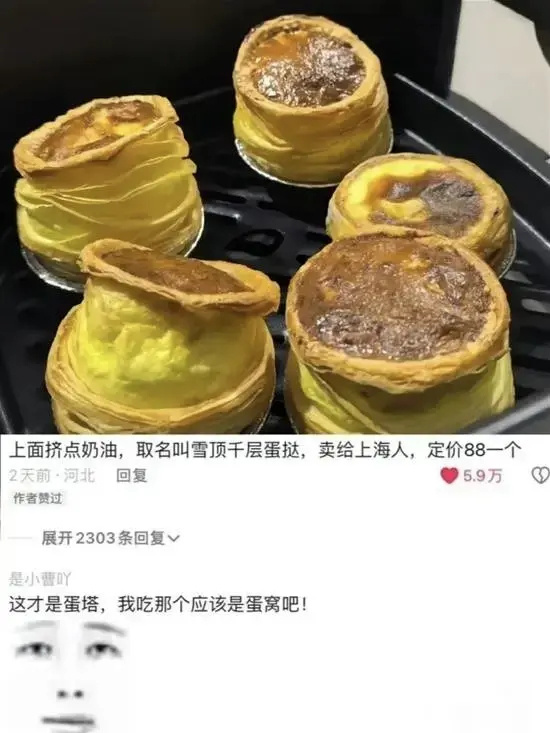 上面挤点奶油，取名叫雪顶千层蛋挞，卖给上海人，定价88一个
2天前·河北 回复 5.9万
作者赞过
展开2303条回复
是小曹吖
这才是蛋塔，我吃那个应该是蛋窝吧！